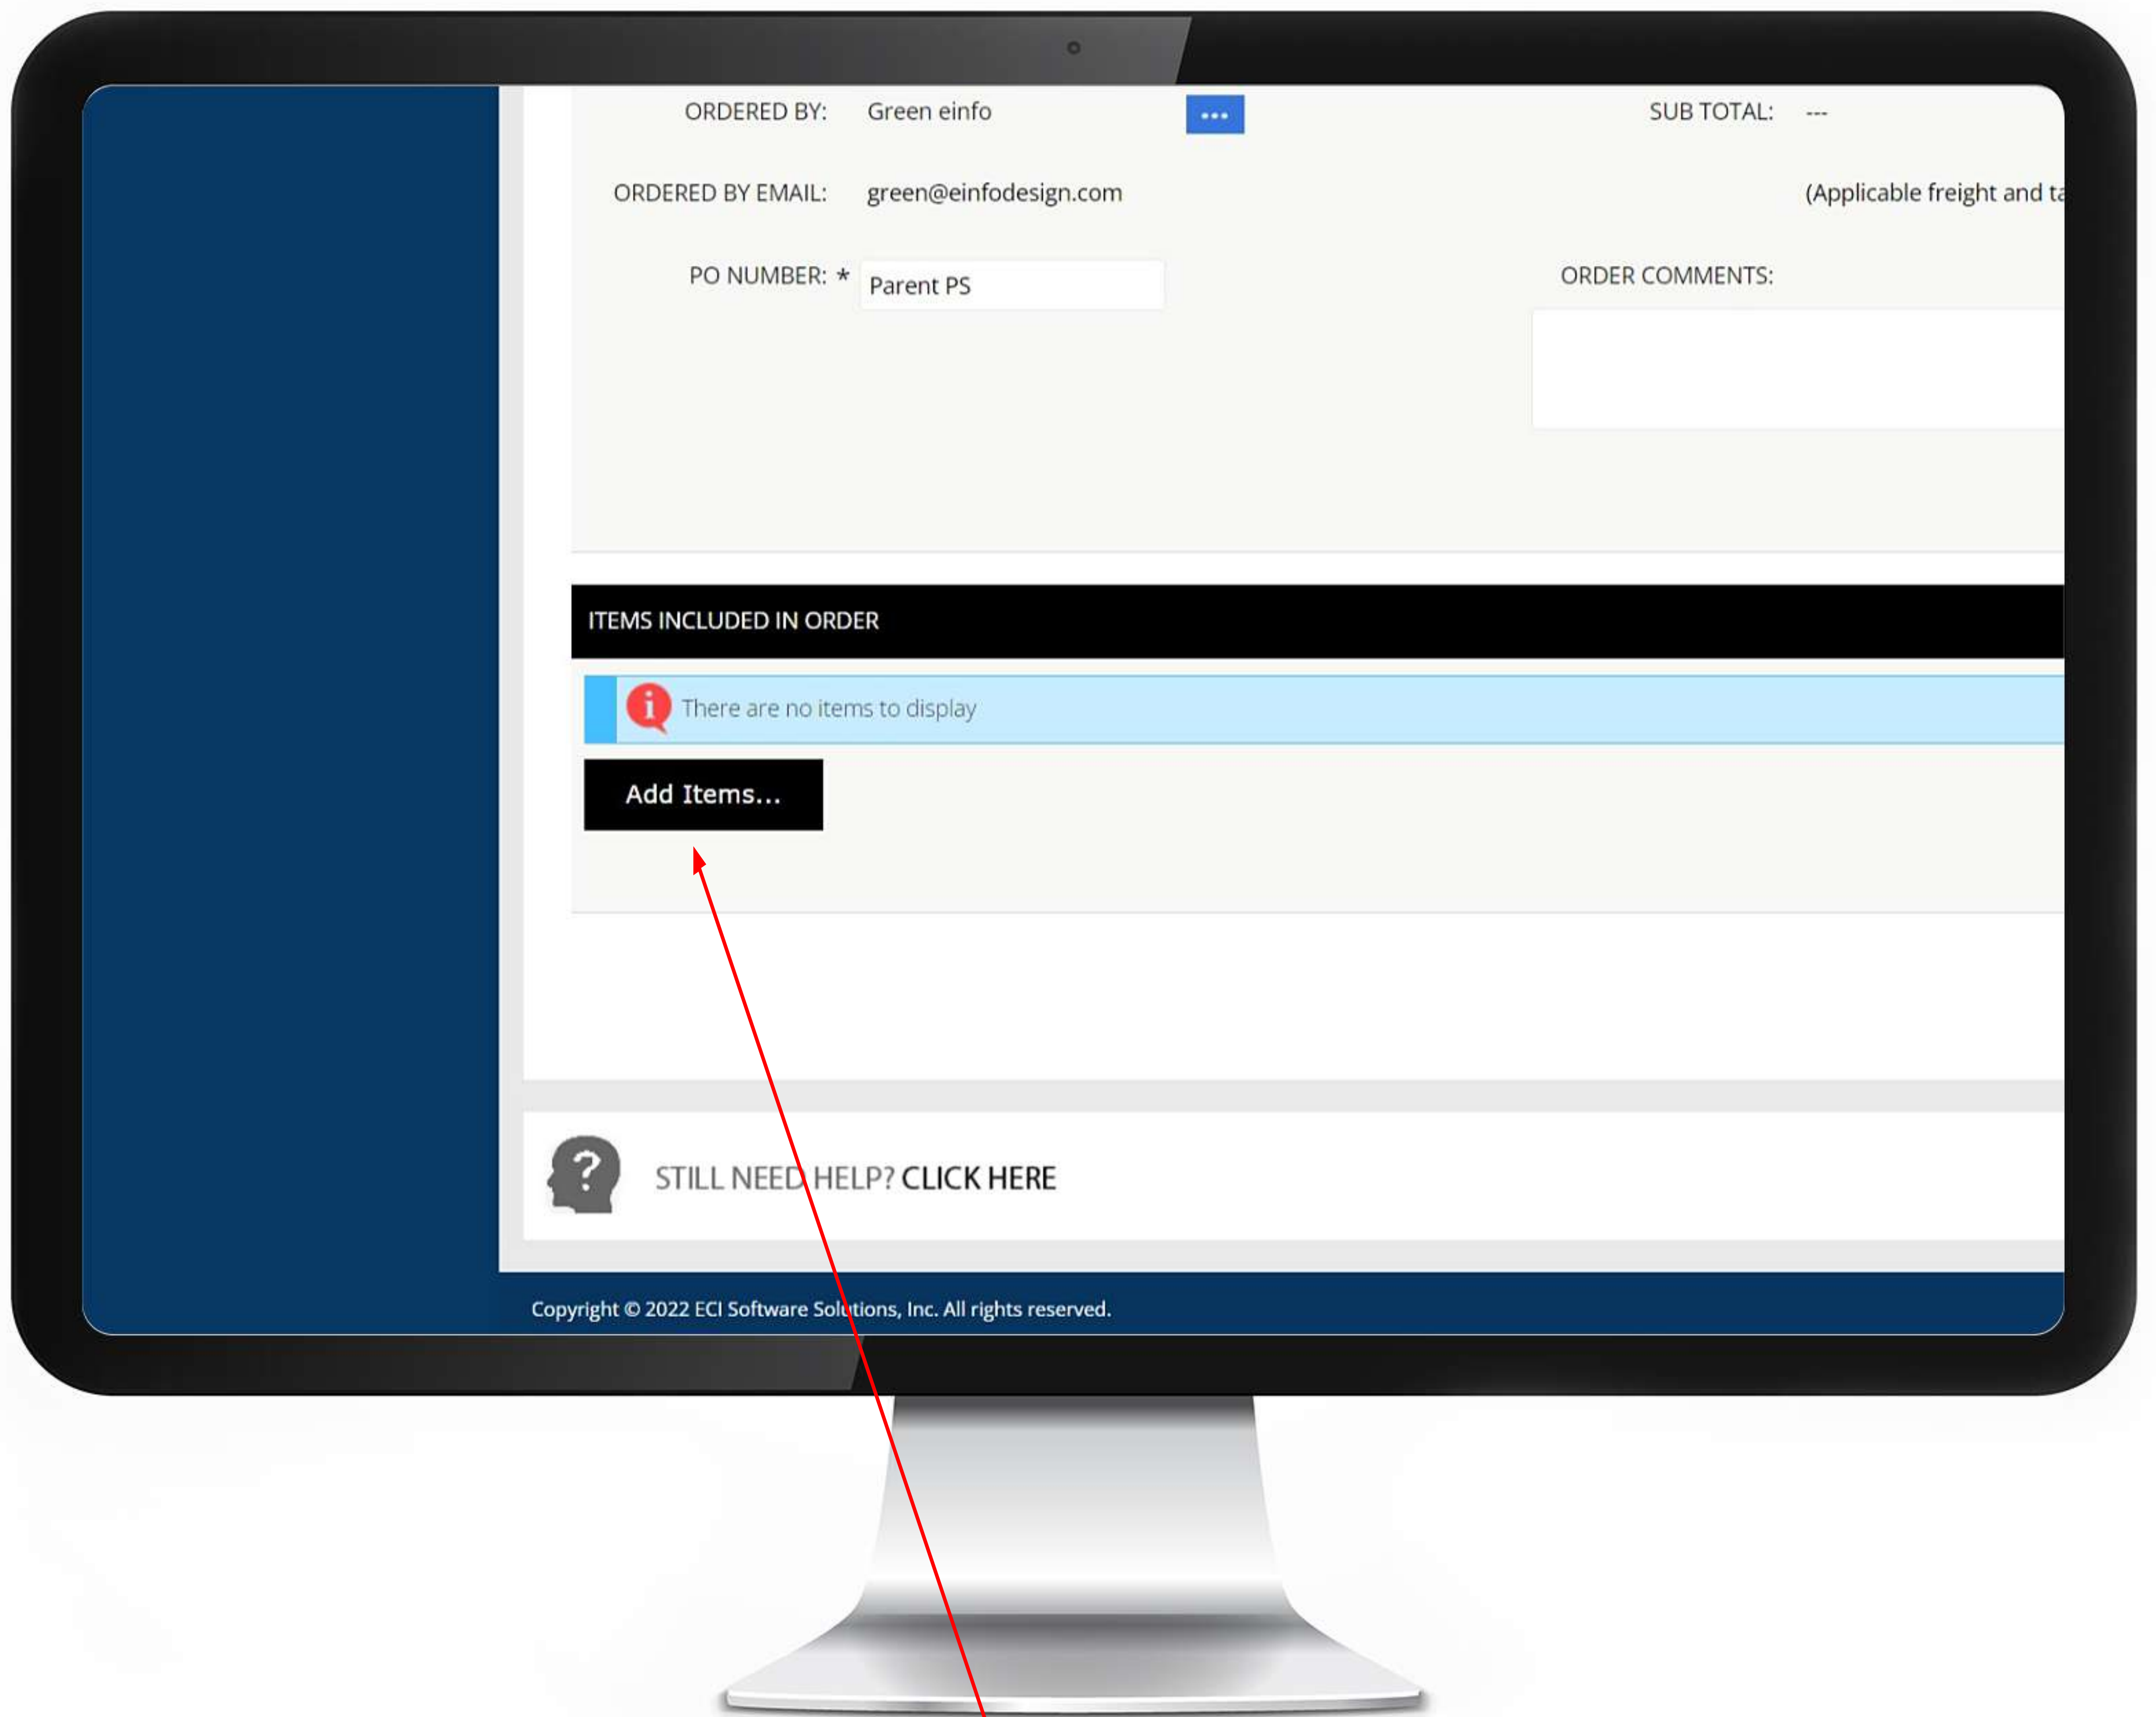 ORDERED BY: Green einfo ... SUB TOTAL: ---
ORDERED BY EMAIL: green@einfodesign.com (Applicable freight and ta
PO NUMBER: * Parent PS ORDER COMMENTS:
ITEMS INCLUDED IN ORDER
i There are no items to display
Add Items...
? STILL NEED HELP? CLICK HERE
Copyright © 2022 ECI Software Solutions, Inc. All rights reserved.